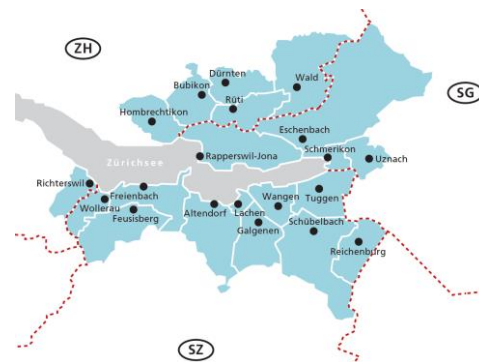 ZH
Dürnten
Bubikon
Wald
Rüti
SG
Hombrechtikon
Eschenbach
Schmerikon
Zürichsee
Rapperswil-Jona
Uznach
Richterswil
Freienbach
Wollerau
Feusisberg
Altendorf
Lachen
Wangen
Tuggen
Galgenen
Schübelbach
Reichenburg
SZ